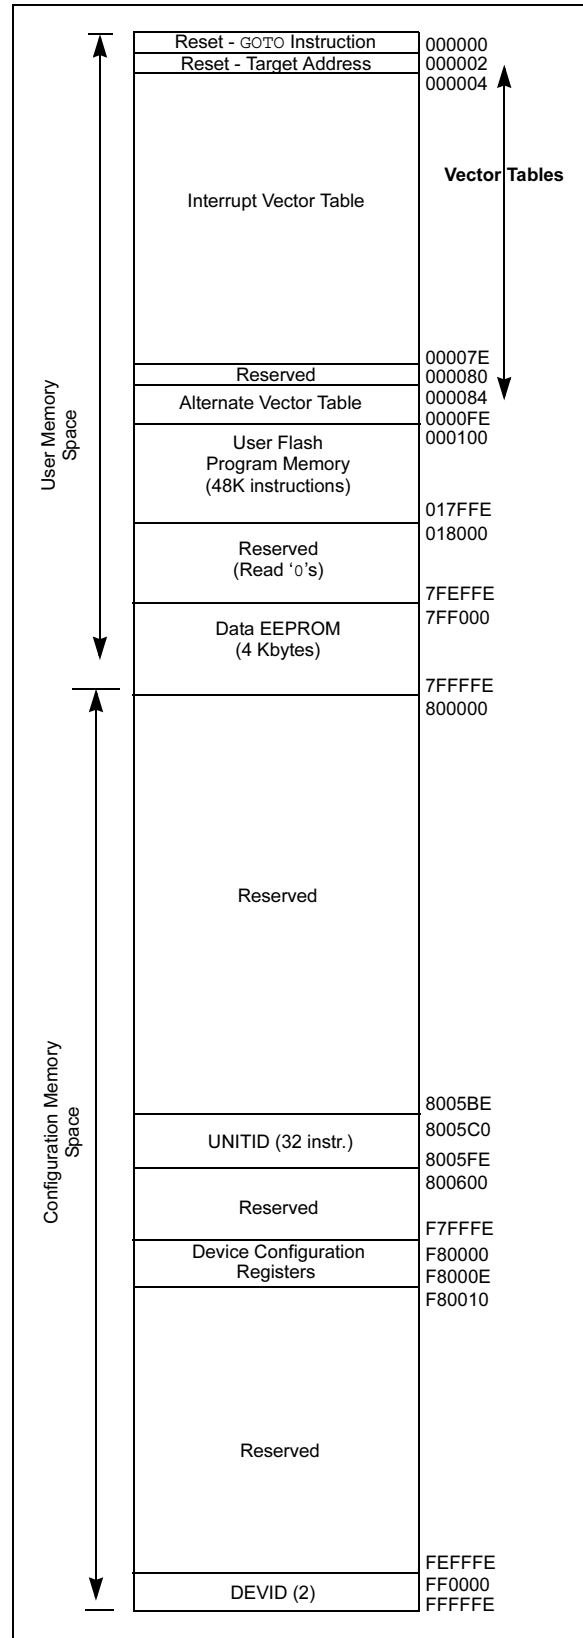 Reset - GOTO Instruction
000000
Reset - Target Address
000002
000004
Vector Tables
Interrupt Vector Table
00007E
Reserved
000080
000084
Alternate Vector Table
0000FE
000100
User Flash
Program Memory
(48K instructions)
017FFE
018000
Reserved
(Read ‘0’s)
7FEFFE
7FF000
Data EEPROM
(4 Kbytes)
7FFFFE
800000
User Memory
Space
Reserved
8005BE
8005C0
UNITID (32 instr.)
8005FE
800600
Reserved
F7FFFE
Device Configuration
Registers
F80000
F8000E
F80010
Configuration Memory
Space
Reserved
FEFFFE
FF0000
DEVID (2)
FFFFFE